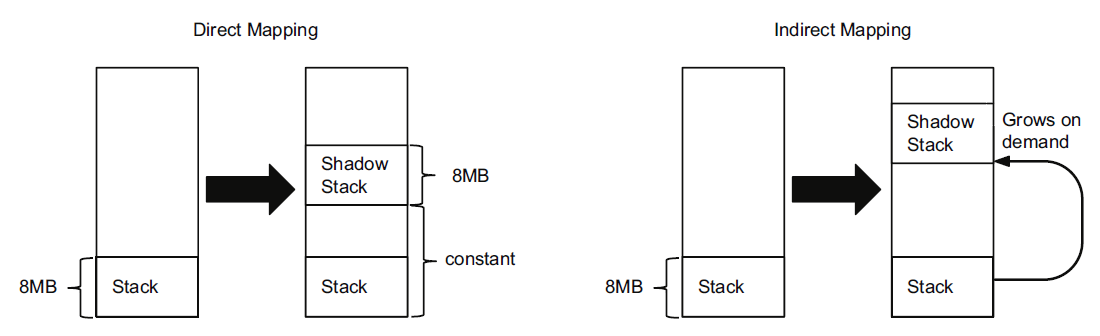 Direct Mapping
Shadow
Stack
8MB
constant
8MB
Stack
Stack
Indirect Mapping
Shadow
Stack
Grows on
demand
8MB
Stack
Stack